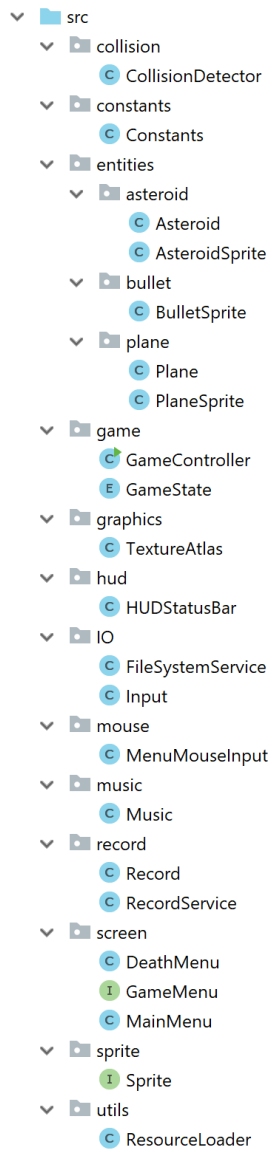 src
collision
C CollisionDetector
constants
C Constants
entities
asteroid
C Asteroid
C AsteroidSprite
bullet
C BulletSprite
plane
C Plane
C PlaneSprite
game
C GameController
E GameState
graphics
C TextureAtlas
hud
C HUDStatusBar
IO
C FileSystemService
C Input
mouse
C MenuMouseInput
music
C Music
record
C Record
C RecordService
screen
C DeathMenu
I GameMenu
C MainMenu
sprite
I Sprite
utils
C ResourceLoader